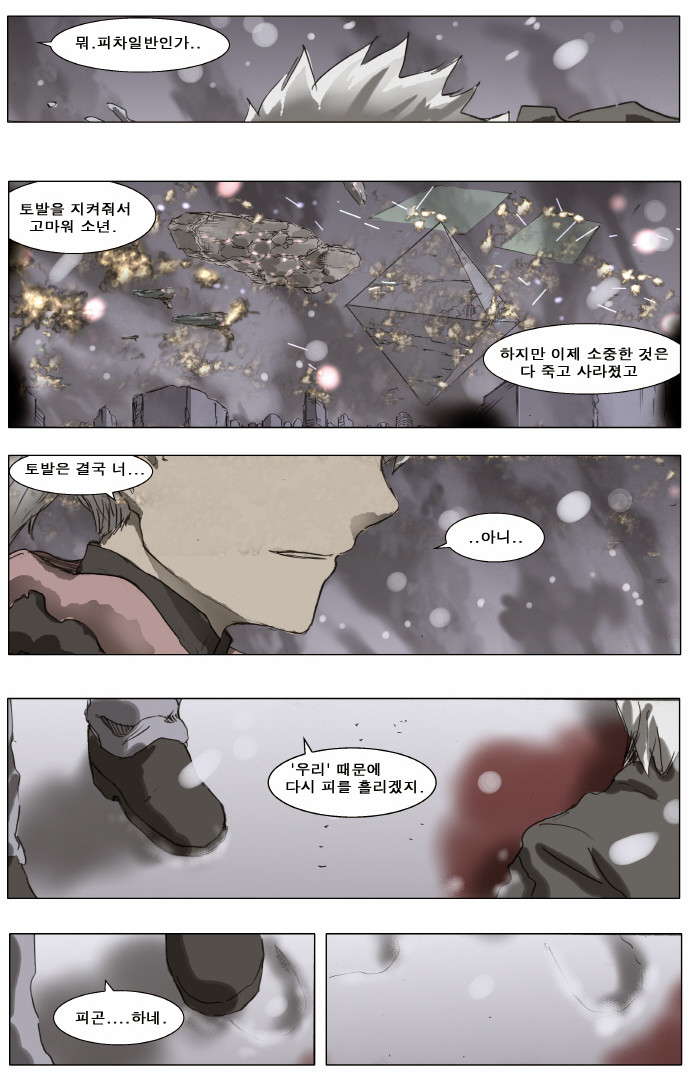 뭐.피차일반인가..
토발을 지켜줘서
고마워 소년.
하지만 이제 소중한 것은
다 죽고 사라졌고
토발은 결국 너...
..아니..
'우리' 때문에
다시 피를 흘리겠지.
피곤....하네.